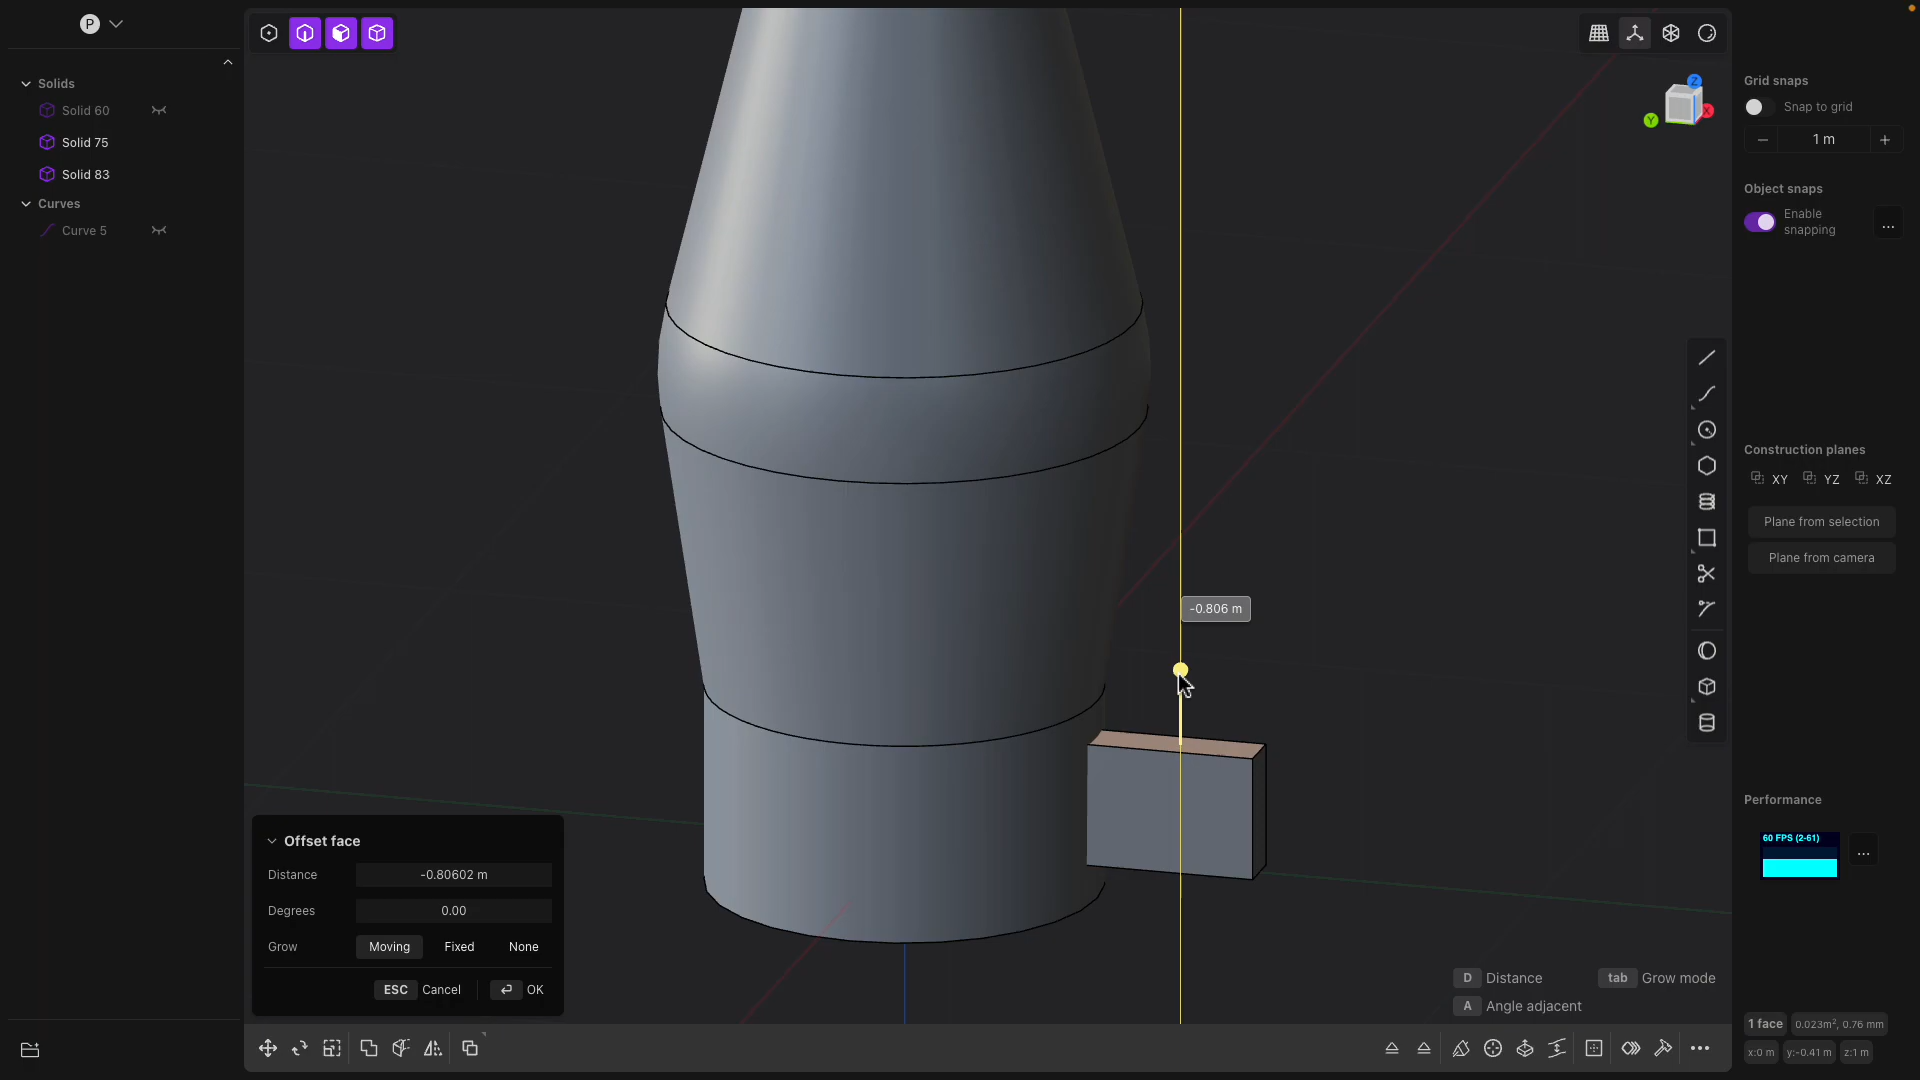 P
Solids
Solid 60
Solid 75
Solid 83
Curves
Curve 5
Z
X
Y
-0.806 m
Offset face
Distance -0.80602 m
Degrees 0.00
Grow Moving Fixed None
ESC Cancel OK
D Distance tab Grow mode
A Angle adjacent
Grid snaps
Snap to grid
1 m
Object snaps
Enable
snapping
...
Construction planes
XY YZ XZ
Plane from selection
Plane from camera
Performance
60 FPS (2-61)
...
1 face 0.023m², 0.76 mm
x:0 m y:-0.41 m z:1 m